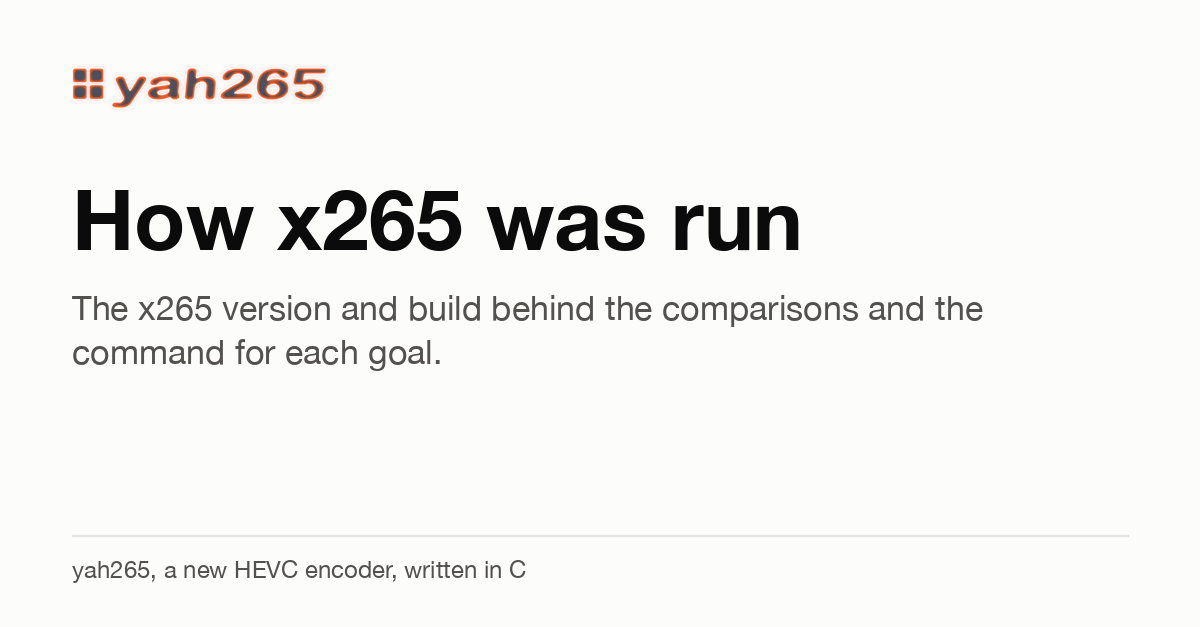 yah265
How x265 was run
The x265 version and build behind the comparisons and the
command for each goal.
yah265, a new HEVC encoder, written in C